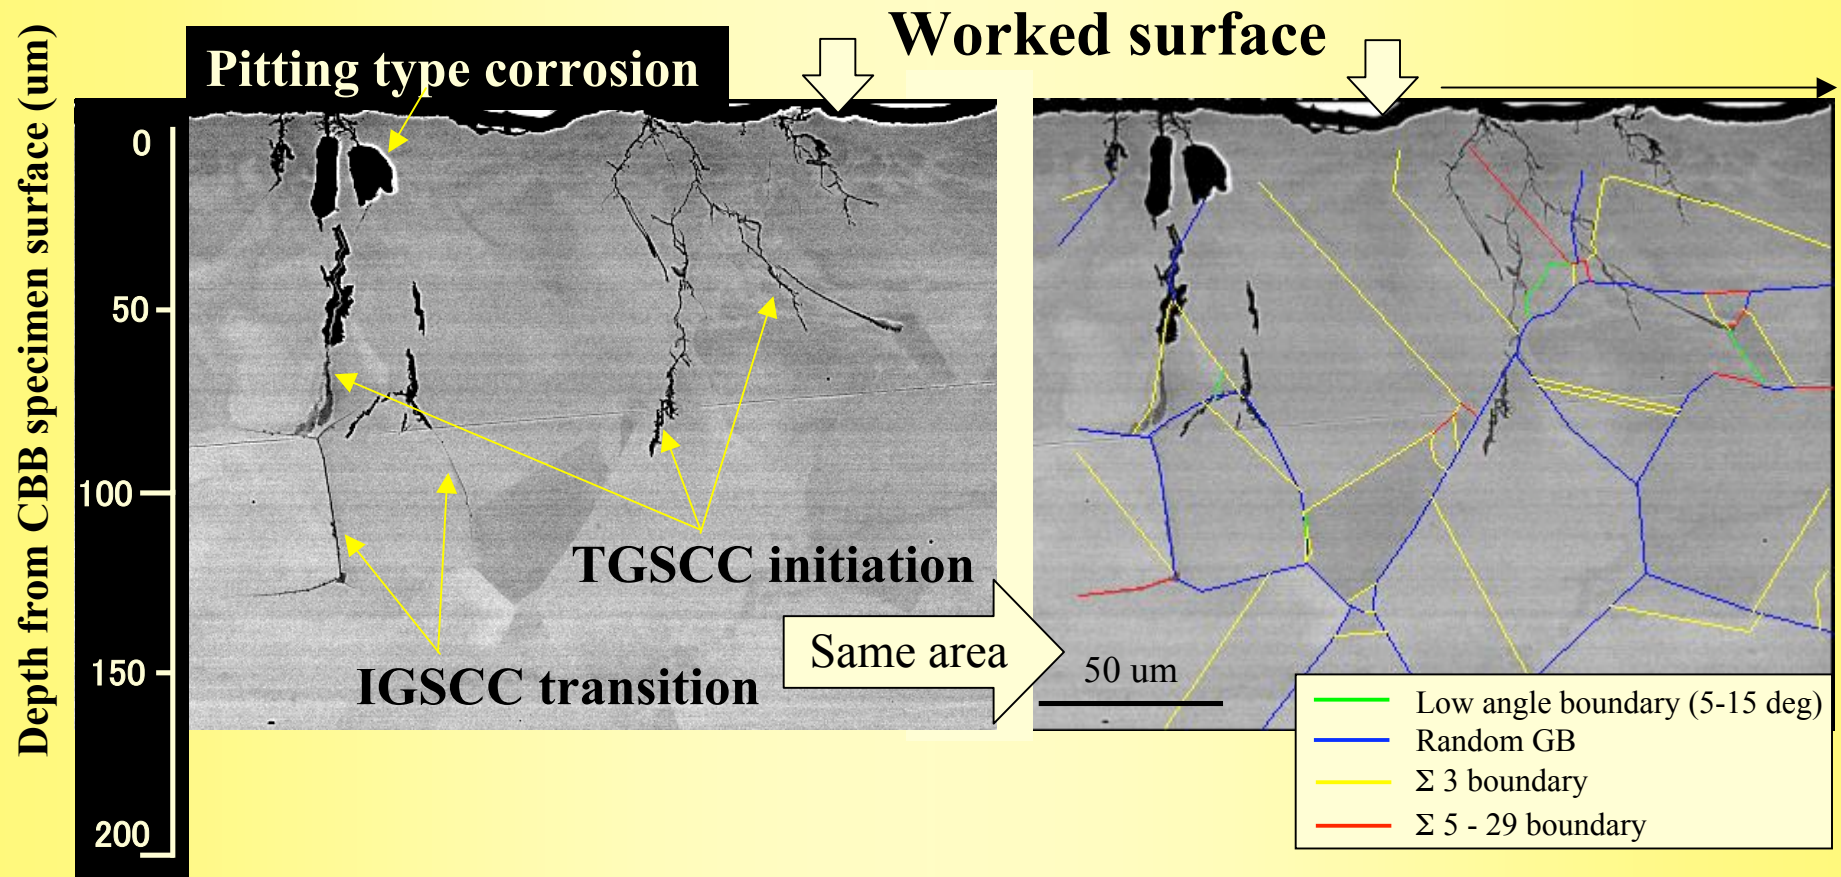 Worked surface
Pitting type corrosion
Depth from CBB specimen surface (um)
0
50
100
150
200
TGSCC initiation
IGSCC transition
Same area
50 um
Low angle boundary (5-15 deg)
Random GB
Σ 3 boundary
Σ 5 - 29 boundary